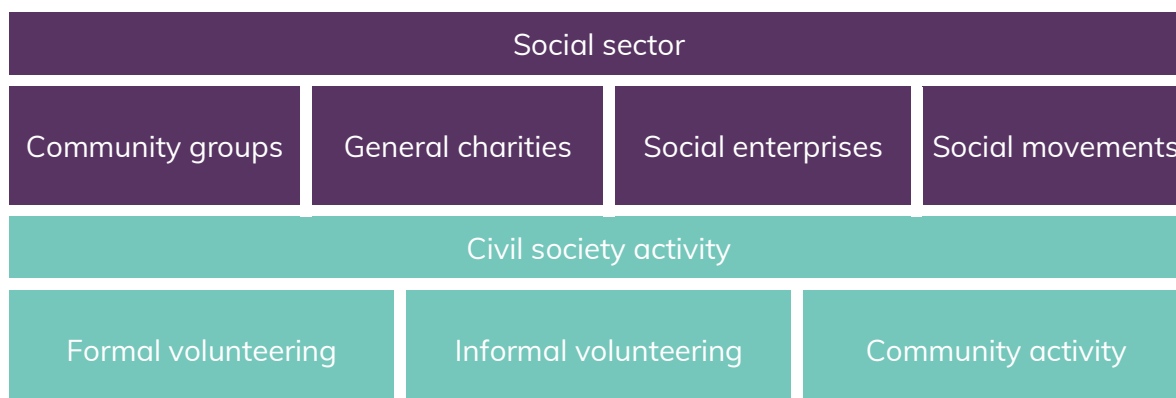 Social sector
Community groups
General charities
Social enterprises
Social movements
Civil society activity
Formal volunteering
Informal volunteering
Community activity